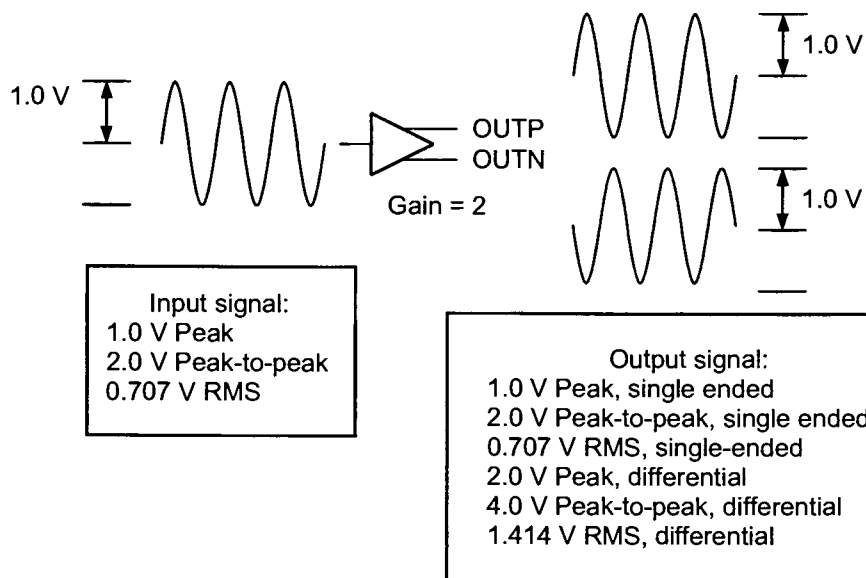 1.0 V
1.0 V
OUTP
OUTN
Gain = 2
1.0 V
Input signal:
1.0 V Peak
2.0 V Peak-to-peak
0.707 V RMS
Output signal:
1.0 V Peak, single ended
2.0 V Peak-to-peak, single ended
0.707 V RMS, single-ended
2.0 V Peak, differential
4.0 V Peak-to-peak, differential
1.414 V RMS, differential